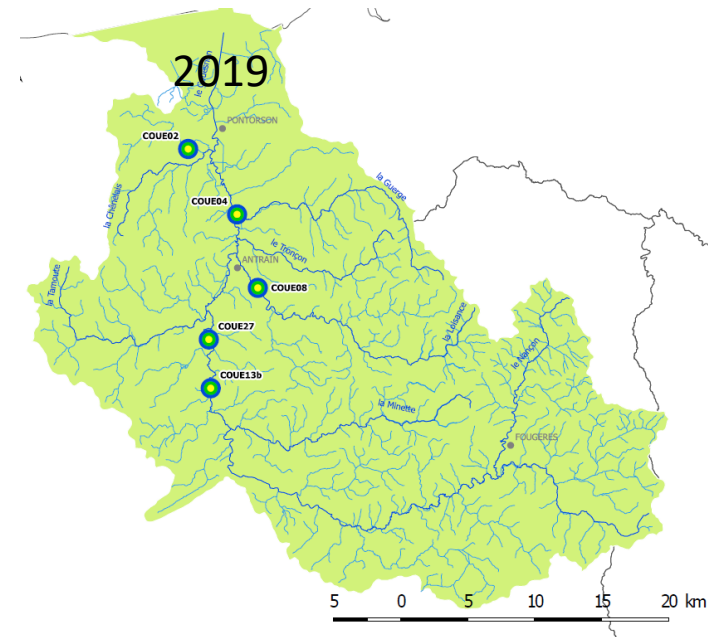 2019
le Couesnon
PONTORSON
COUE02
la Chênelais
la Guerge
COUE04
le Tronçon
ANTRAIN
la Tamoute
COUE08
la Loisance
COUE27
le Nançon
COUE13b
la Minette
FOUGERES
5 0 5 10 15 20 km